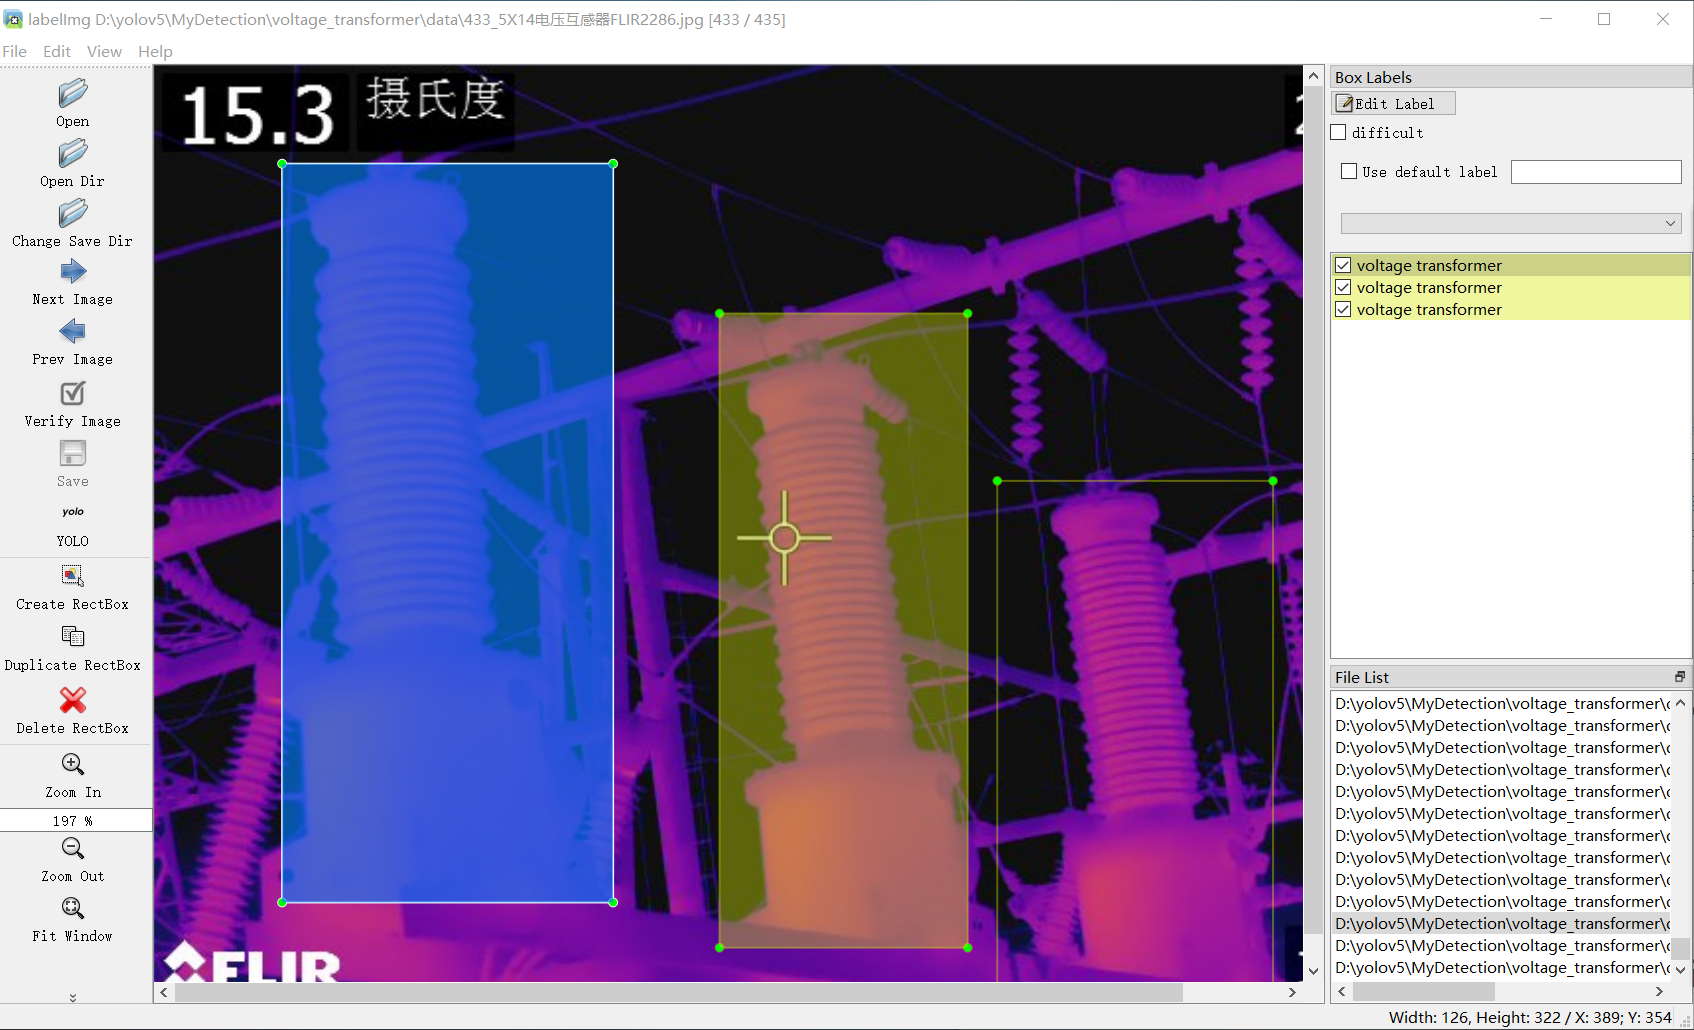 labelImg D:\yolov5\MyDetection\voltage_transformer\data\433_5X14电压互感器FLIR2286.jpg [433 / 435]
File Edit View Help
Open
Open Dir
Change Save Dir
Next Image
Prev Image
Verify Image
Save
yolo
YOLO
Create RectBox
Duplicate RectBox
Delete RectBox
Zoom In
197 %
Zoom Out
Fit Window
15.3 摄氏度
FLIR
Box Labels
Edit Label
difficult
Use default label
voltage transformer
voltage transformer
voltage transformer
File List
D:\yolov5\MyDetection\voltage_transformer\
D:\yolov5\MyDetection\voltage_transformer\
D:\yolov5\MyDetection\voltage_transformer\
D:\yolov5\MyDetection\voltage_transformer\
D:\yolov5\MyDetection\voltage_transformer\
D:\yolov5\MyDetection\voltage_transformer\
D:\yolov5\MyDetection\voltage_transformer\
D:\yolov5\MyDetection\voltage_transformer\
D:\yolov5\MyDetection\voltage_transformer\
D:\yolov5\MyDetection\voltage_transformer\
D:\yolov5\MyDetection\voltage_transformer\
D:\yolov5\MyDetection\voltage_transformer\
D:\yolov5\MyDetection\voltage_transformer\
Width: 126, Height: 322 / X: 389; Y: 354